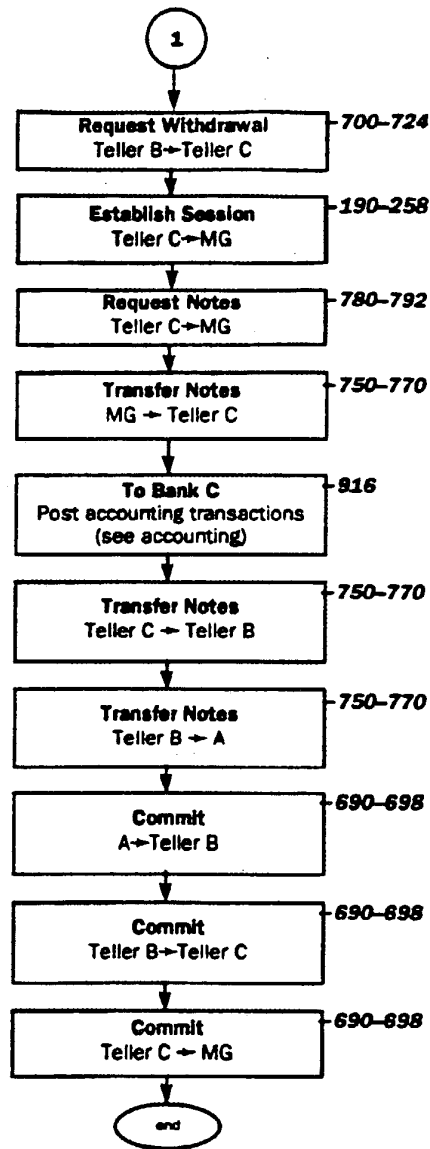 1
Request Withdrawal
Teller B→Teller C
700–724
Establish Session
Teller C→MG
190–258
Request Notes
Teller C→MG
780–792
Transfer Notes
MG → Teller C
750–770
To Bank C
Post accounting transactions
(see accounting)
916
Transfer Notes
Teller C → Teller B
750–770
Transfer Notes
Teller B → A
750–770
Commit
A→Teller B
690–698
Commit
Teller B→Teller C
690–698
Commit
Teller C → MG
690–698
end